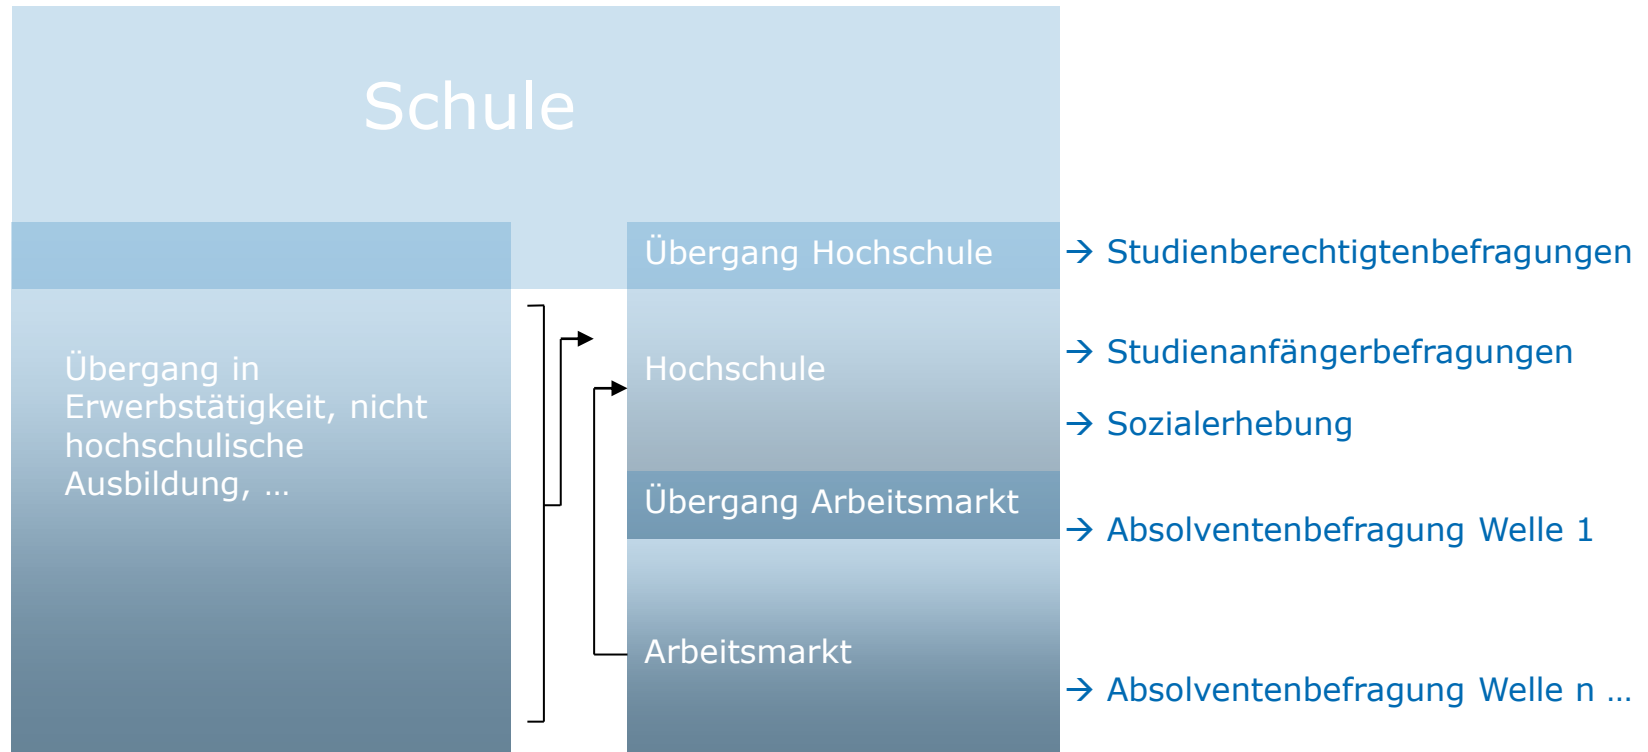 Schule
Übergang in
Erwerbstätigkeit, nicht
hochschulische
Ausbildung, …
Übergang Hochschule
Hochschule
Übergang Arbeitsmarkt
Arbeitsmarkt
→ Studienberechtigtenbefragungen
→ Studienanfängerbefragungen
→ Sozialerhebung
→ Absolventenbefragung Welle 1
→ Absolventenbefragung Welle n …